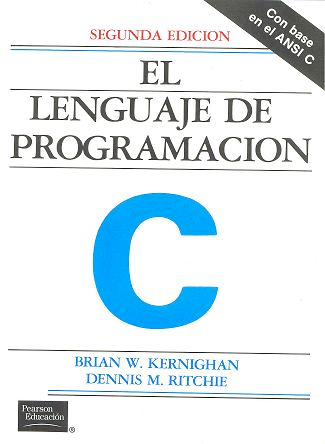 SEGUNDA EDICION
Con base
en el ANSI C
EL
LENGUAJE DE
PROGRAMACION
C
BRIAN W. KERNIGHAN
DENNIS M. RITCHIE
Pearson
Educación
®